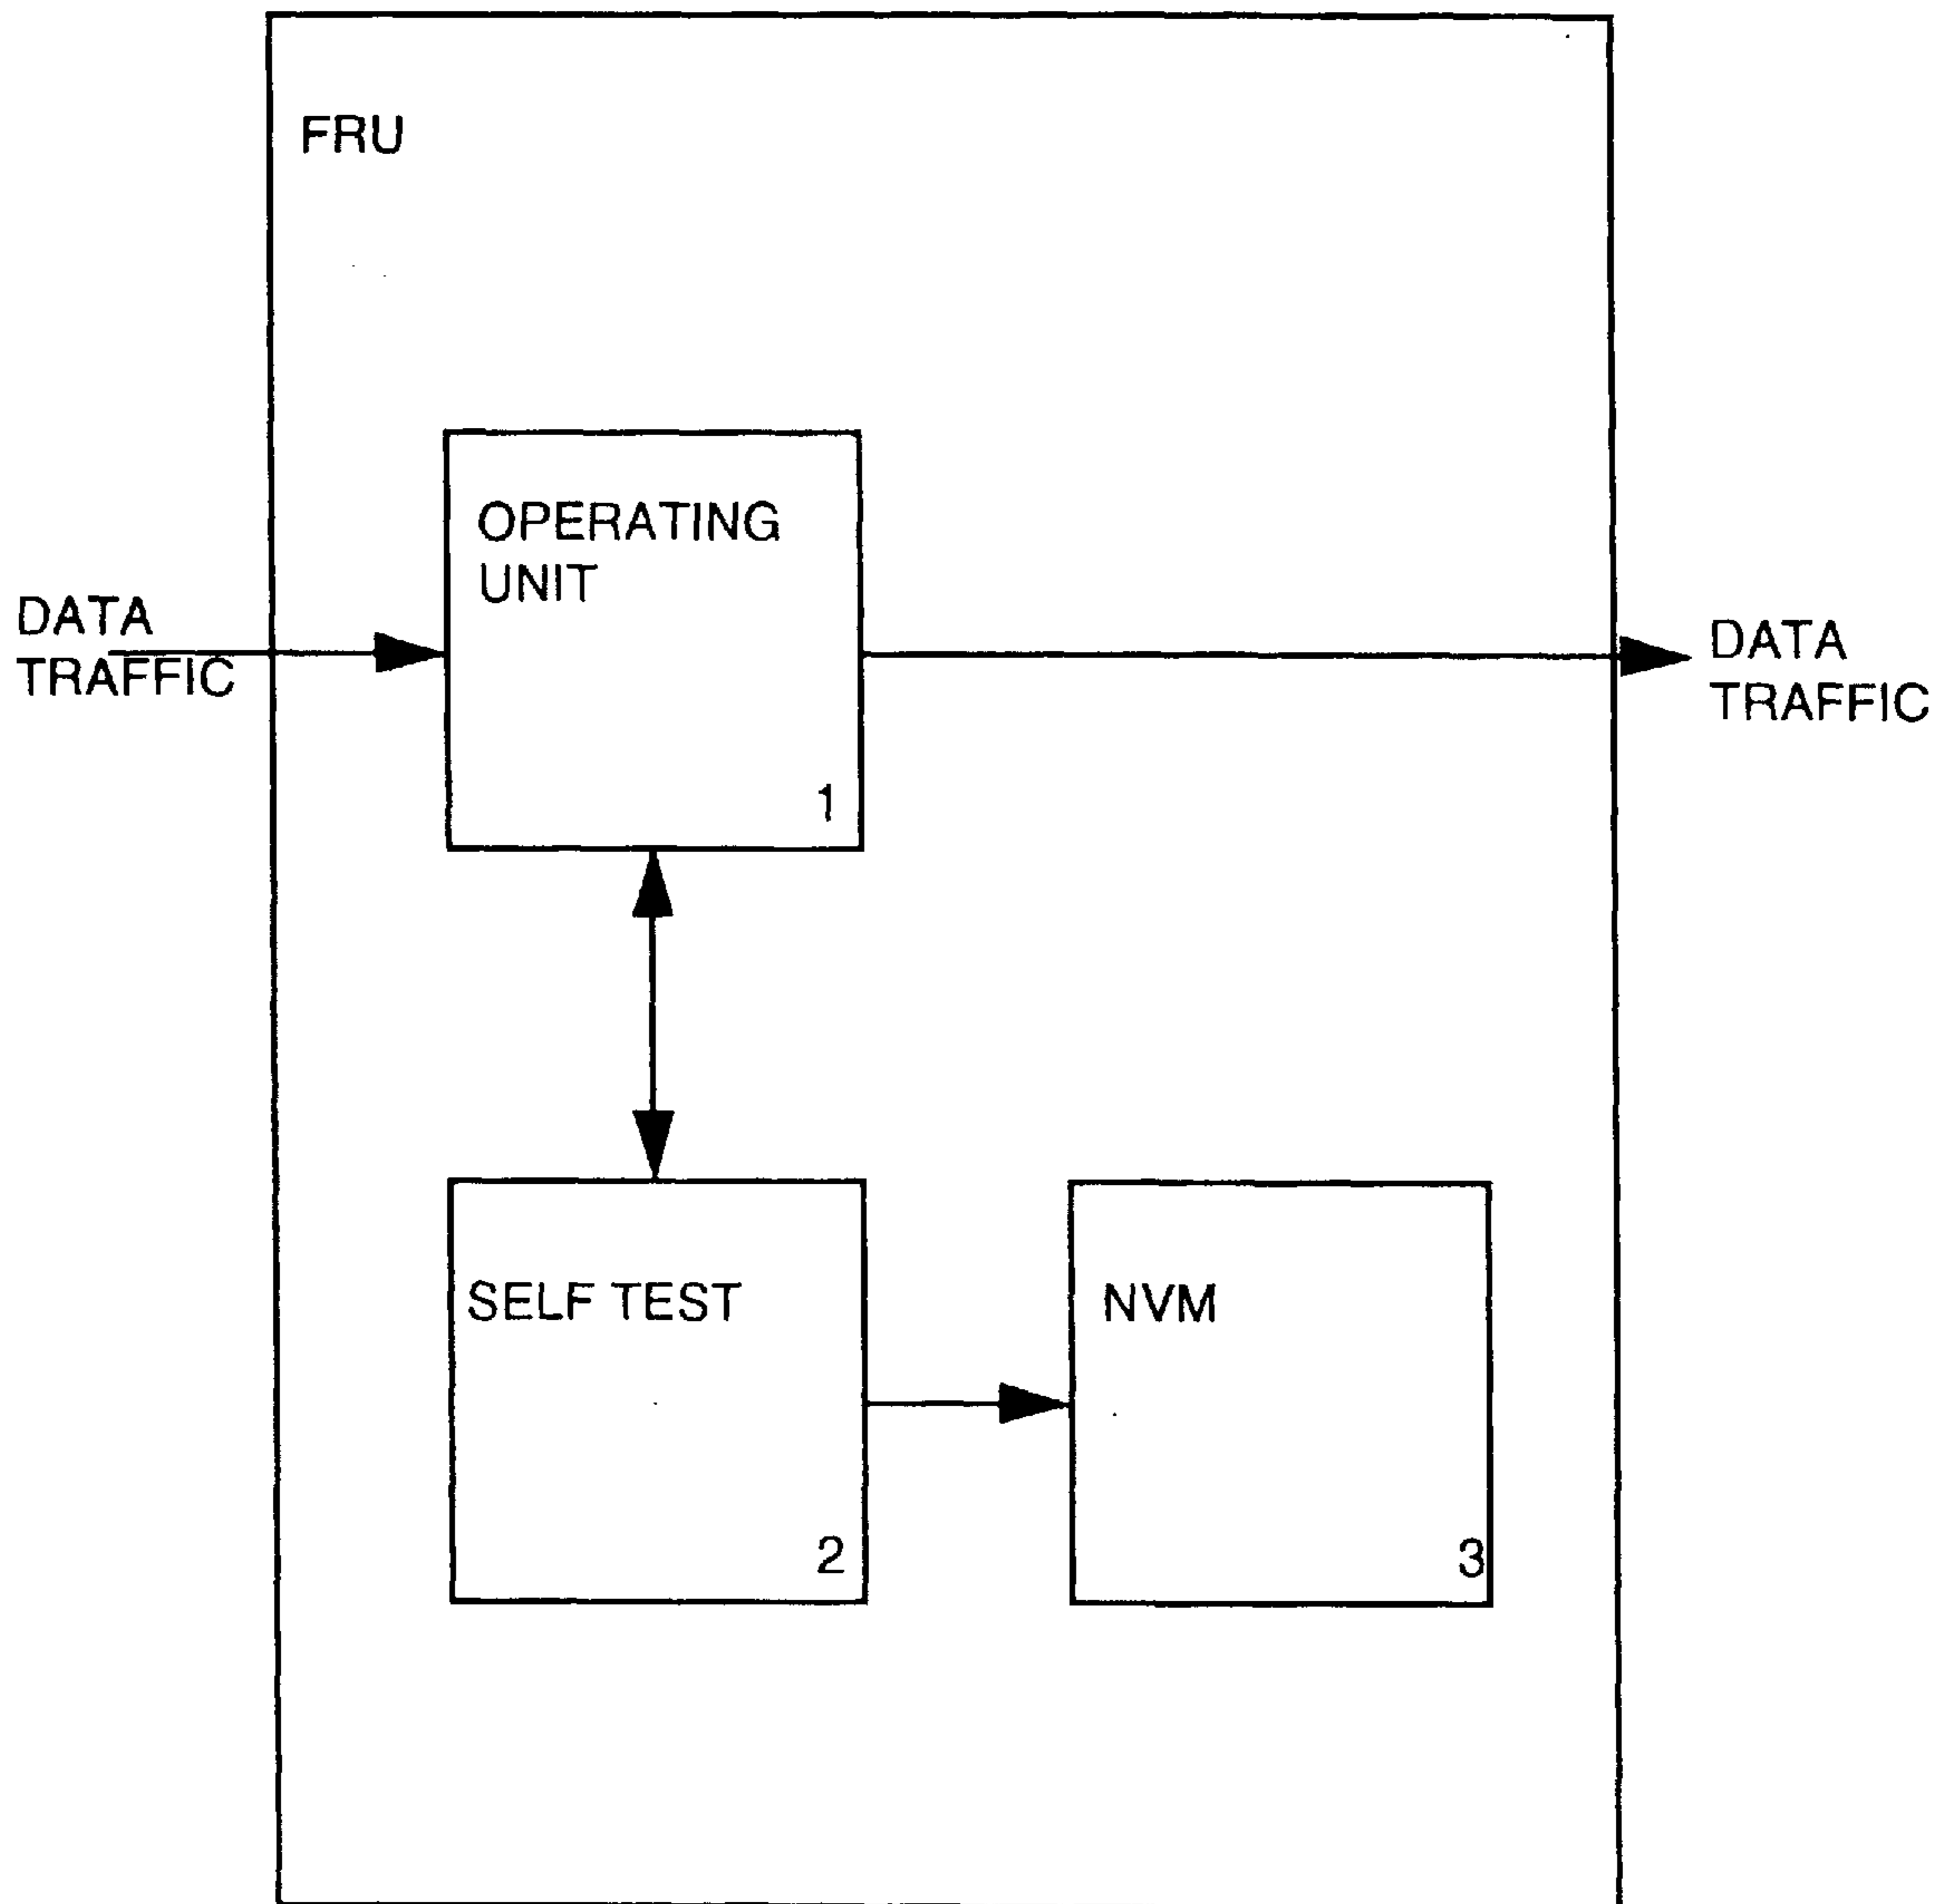 FRU
OPERATING
UNIT
1
DATA
TRAFFIC
DATA
TRAFFIC
SELF TEST
2
NVM
3